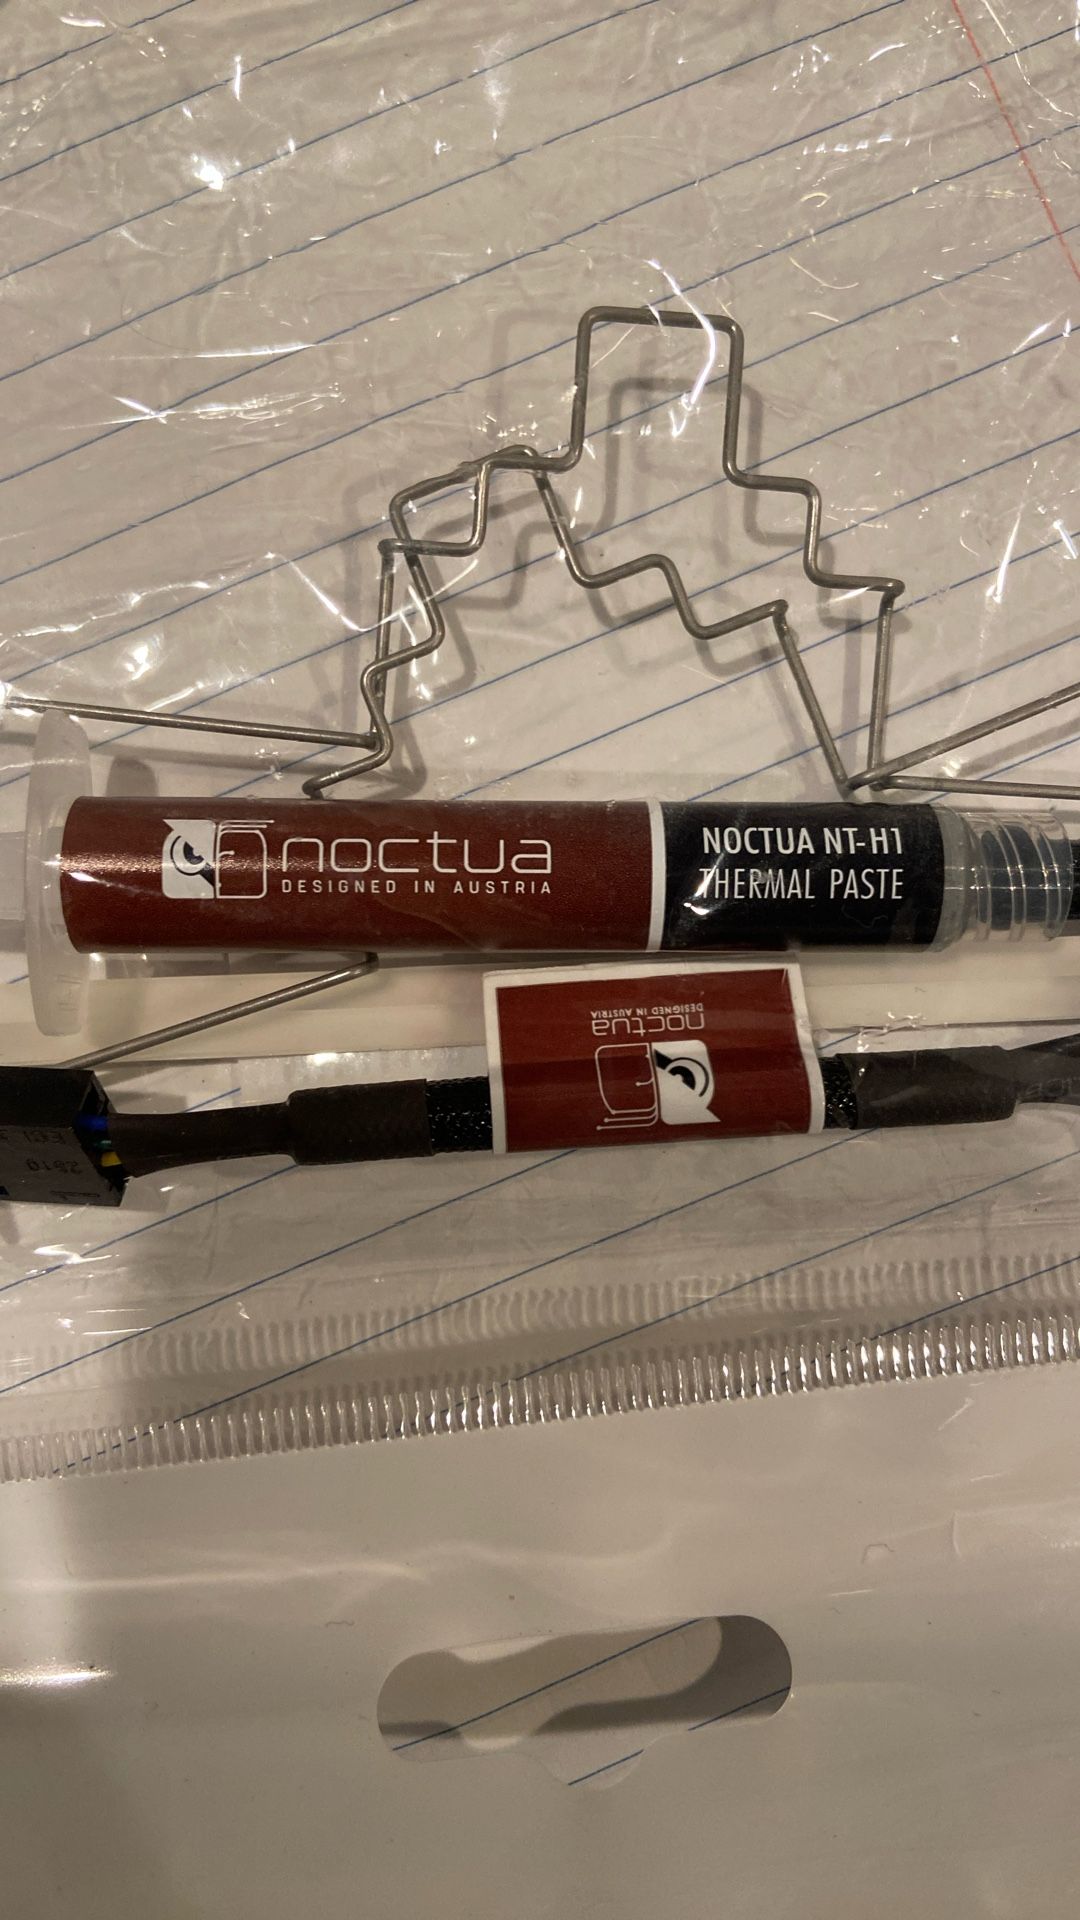 noctua
DESIGNED IN AUSTRIA
NOCTUA NT-H1
THERMAL PASTE
noctua
DESIGNED IN AUSTRIA